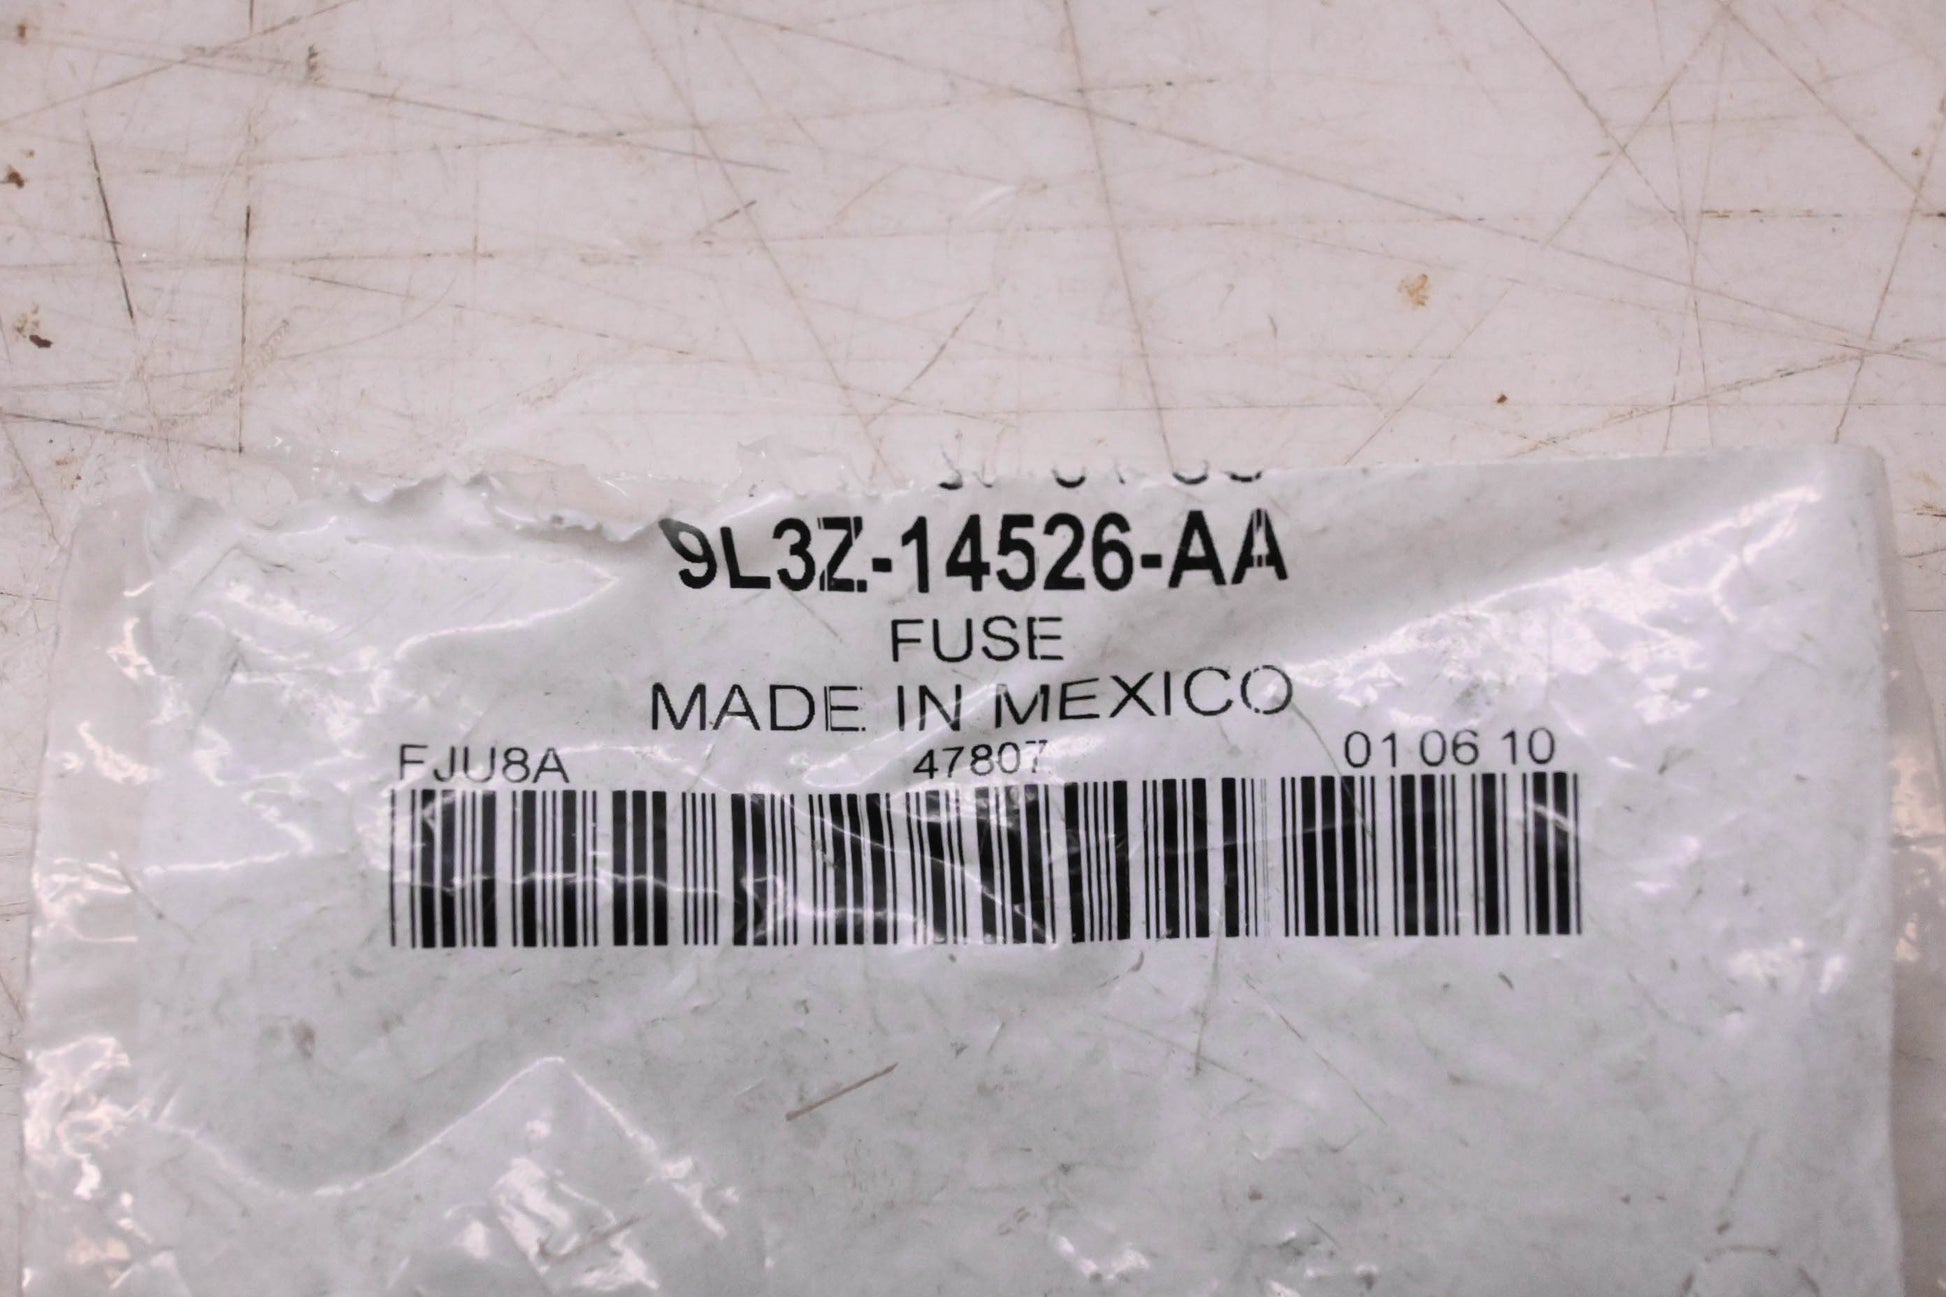 9L3Z-14526-AA
FUSE
MADE IN MEXICO
FJU8A 47807 01 06 10